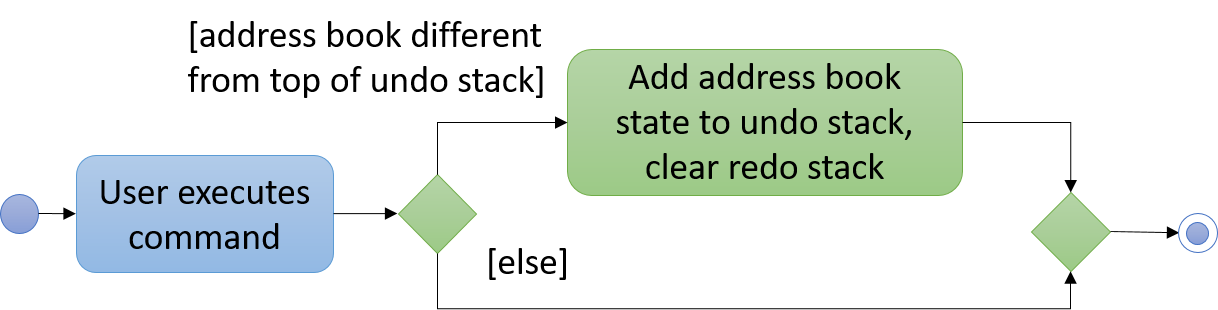 [address book different
from top of undo stack]
Add address book
state to undo stack,
clear redo stack
User executes
command
[else]